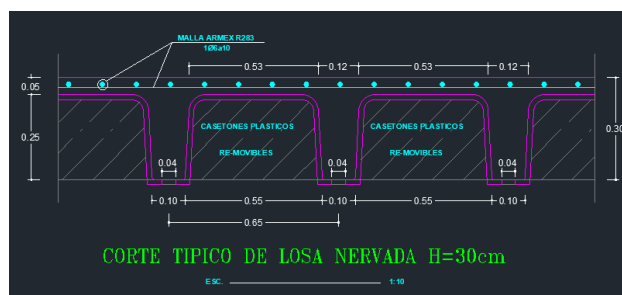 MALLA ARMEX R283
1Ø6a10
0.53
0.12
0.53
0.12
0.05
0.25
0.30
CASETONES PLASTICOS
RE-MOVIBLES
CASETONES PLASTICOS
RE-MOVIBLES
0.04
0.04
0.04
0.10
0.55
0.10
0.55
0.10
0.65
CORTE TIPICO DE LOSA NERVADA H=30cm
ESC.
1:10